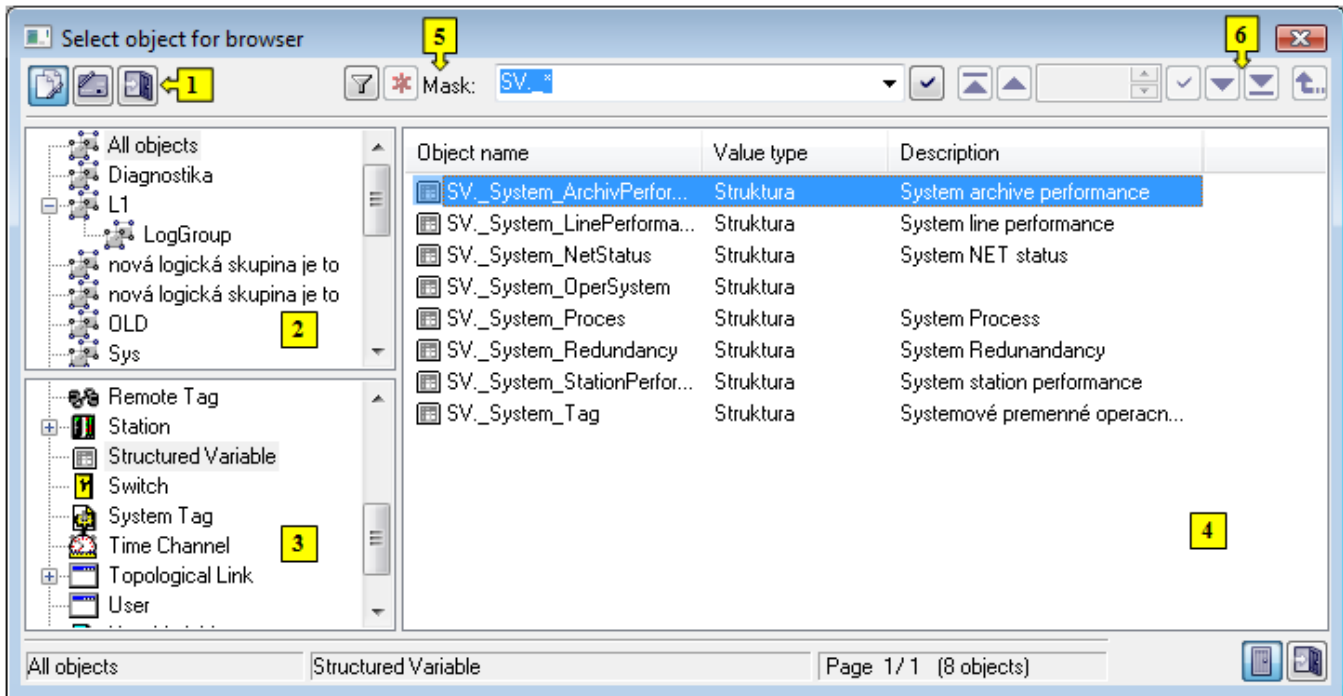 Select object for browser
5
6
1
Mask: SV._*
All objects
Diagnostika
L1
LogGroup
nová logická skupina je to
nová logická skupina je to
OLD
2
Sys
Remote Tag
Station
Structured Variable
Switch
System Tag
Time Channel
3
Topological Link
User
Object name Value type Description
SV._System_ArchivPerfor... Struktura System archive performance
SV._System_LinePerforma... Struktura System line performance
SV._System_NetStatus Struktura System NET status
SV._System_OperSystem Struktura
SV._System_Proces Struktura System Process
SV._System_Redundancy Struktura System Redunandancy
SV._System_StationPerfor... Struktura System station performance
SV._System_Tag Struktura Systemové premenné operacn...
4
All objects Structured Variable Page 1/1 (8 objects)